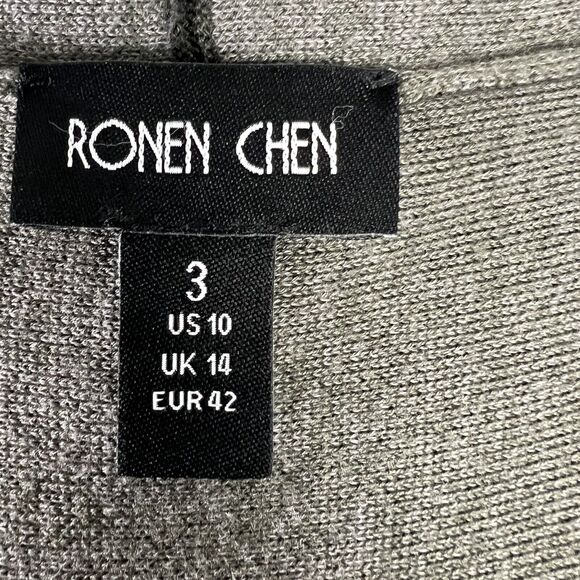 RONEN CHEN
3
US 10
UK 14
EUR 42